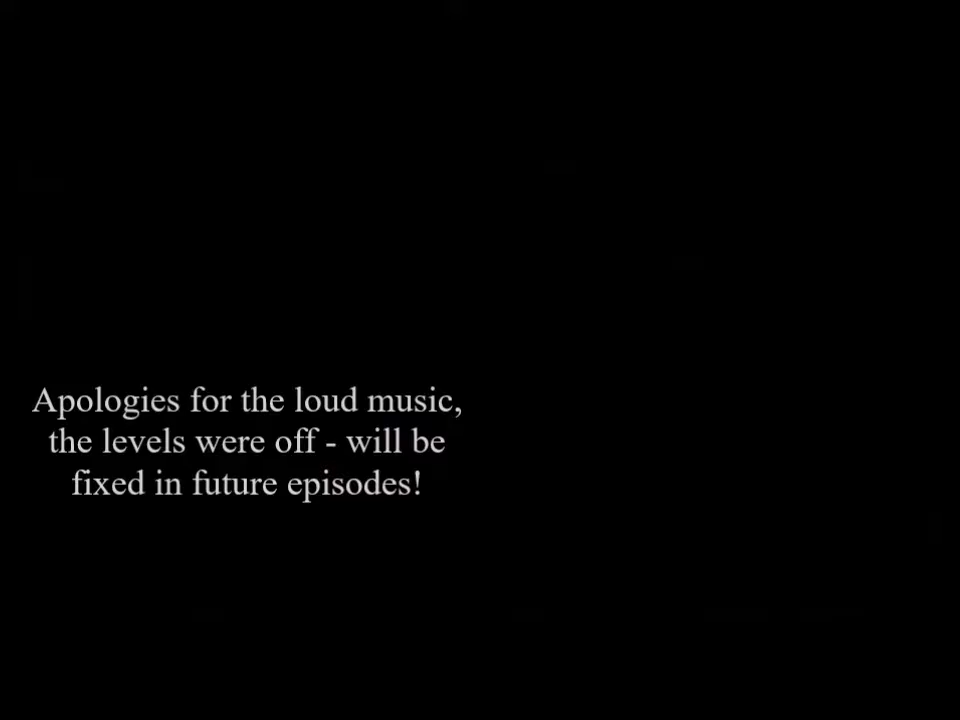 Apologies for the loud music,
the levels were off - will be
fixed in future episodes!